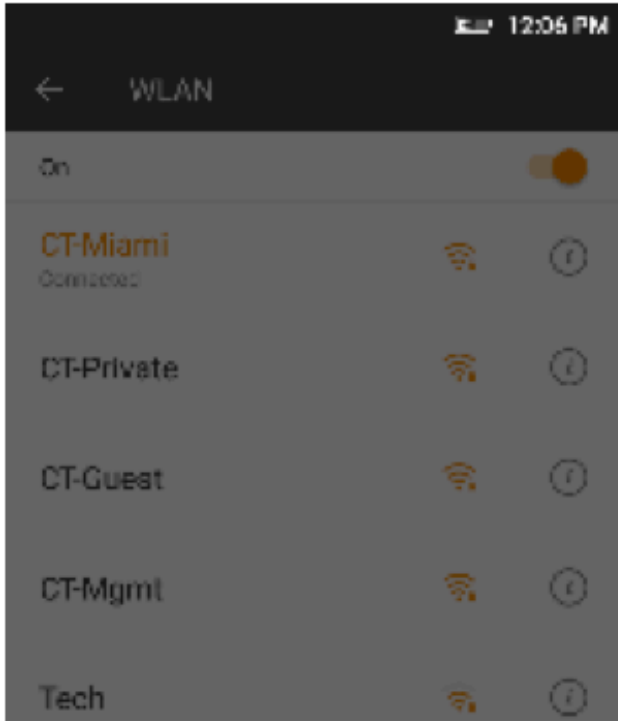 12:06 PM
WLAN
On
CT-Miami
Connected
CT-Private
CT-Guest
CT-Mgmt
Tech